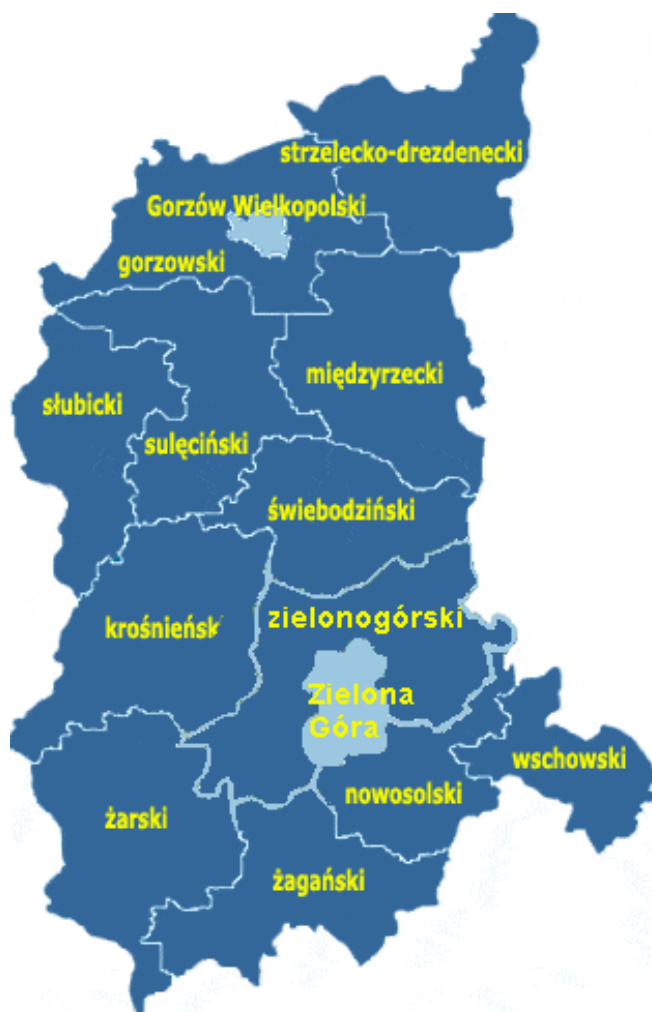 strzelecko-drezdenecki
Gorzów Wielkopolski
gorzowski
międzyrzecki
słubicki
sulęciński
świebodziński
zielonogórski
krośnieńsk
Zielona
Góra
wschowski
nowosolski
żarski
żagański